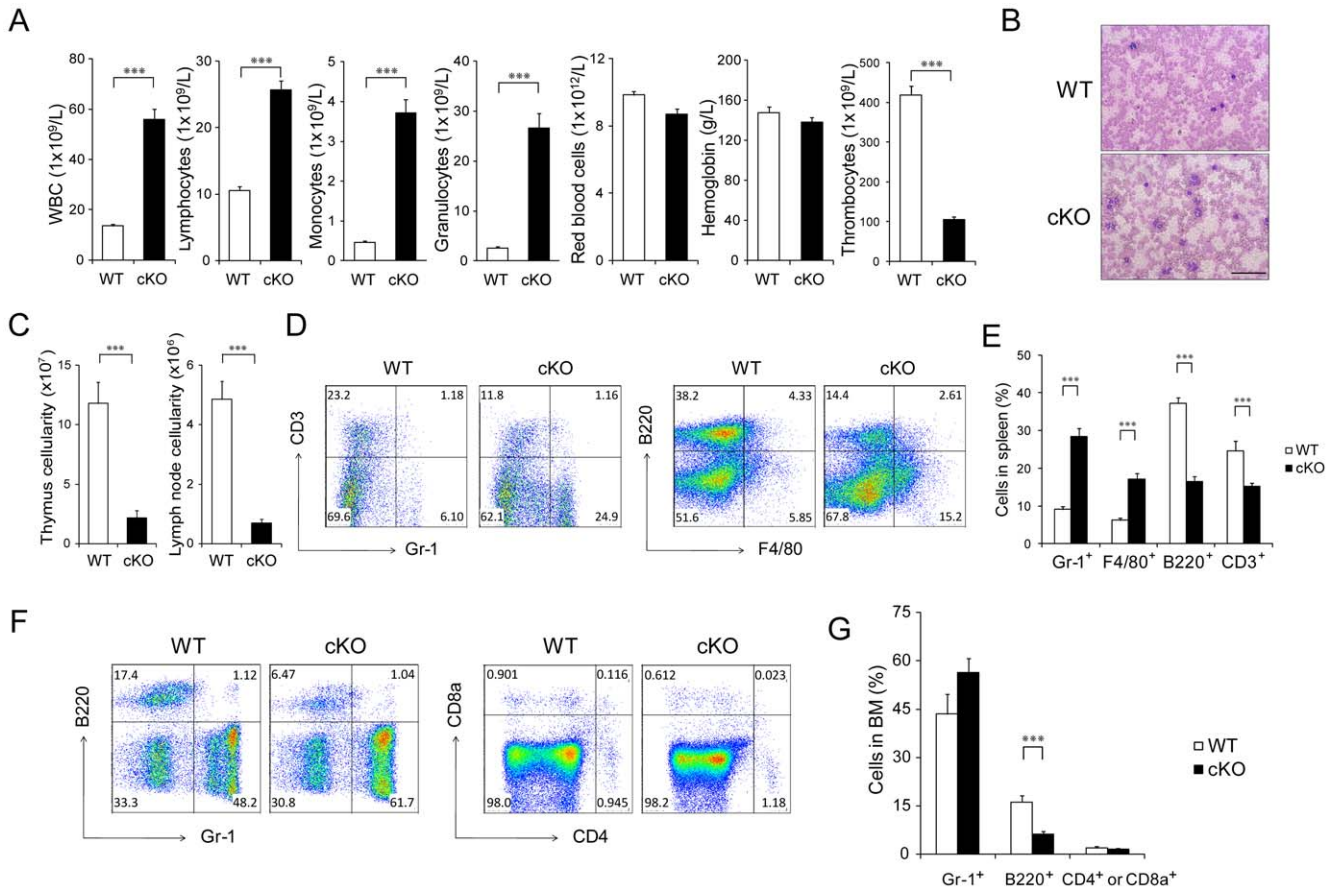 A
WBC (1x10⁹/L)
80
60
40
20
0
***
WT cKO
Lymphocytes (1x10⁹/L)
30
20
10
0
***
WT cKO
Monocytes (1x10⁹/L)
5
4
3
2
1
0
***
WT cKO
Granulocytes (1x10⁹/L)
40
30
20
10
0
***
WT cKO
Red blood cells (1x10¹²/L)
12
8
4
0
WT cKO
Hemoglobin (g/L)
200
160
120
80
40
0
WT cKO
Thrombocytes (1x10⁹/L)
500
400
300
200
100
0
***
WT cKO
B
WT
cKO
C
Thymus cellularity (x10⁷)
15
10
5
0
***
WT cKO
Lymph node cellularity (x10⁶)
6
4
2
0
***
WT cKO
D
WT cKO
CD3
23.2 1.18
69.6 6.10
11.8 1.16
62.1 24.9
Gr-1
WT cKO
B220
38.2 4.33
51.6 5.85
14.4 2.61
67.8 15.2
F4/80
E
Cells in spleen (%)
50
40
30
20
10
0
***
***
***
***
Gr-1⁺ F4/80⁺ B220⁺ CD3⁺
WT
cKO
F
WT cKO
B220
17.4 1.12
33.3 48.2
6.47 1.04
30.8 61.7
Gr-1
WT cKO
CD8a
0.901 0.116
98.0 0.945
0.612 0.023
98.2 1.18
CD4
G
Cells in BM (%)
75
60
45
30
15
0
***
Gr-1⁺ B220⁺ CD4⁺ or CD8a⁺
WT
cKO